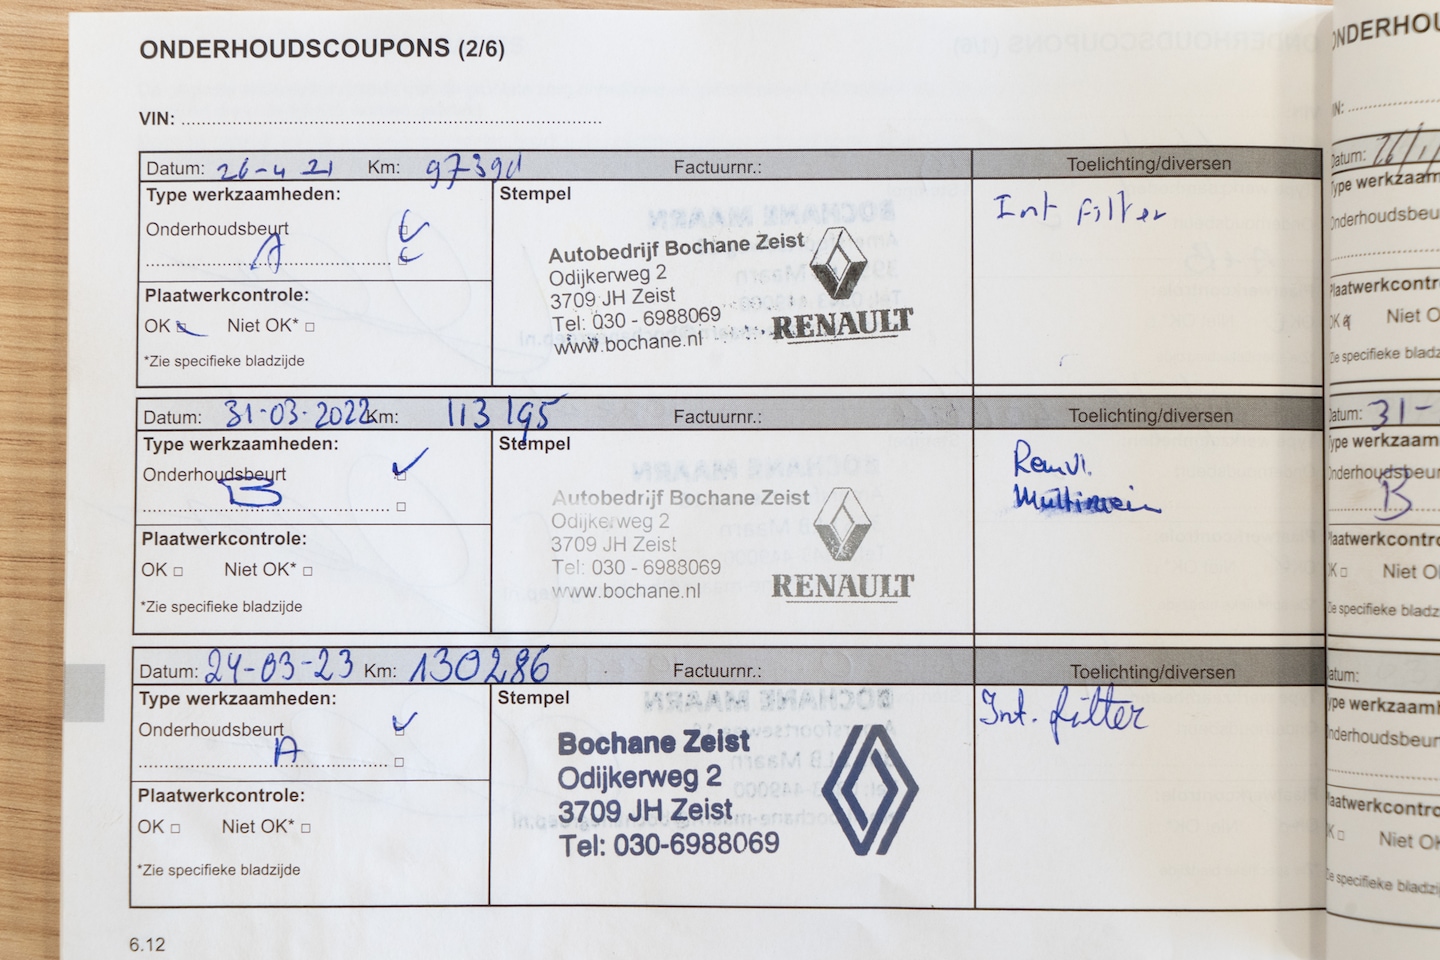 ONDERHOUDSCOUPONS (2/6)
VIN:
Datum: 26-4 21 Km: 97391 Factuurnr.: Toelichting/diversen
Type werkzaamheden:
Stempel
Onderhoudsbeurt
A
Plaatwerkcontrole:
OK Niet OK*
*Zie specifieke bladzijde
Autobedrijf Bochane Zeist
Odijkerweg 2
3709 JH Zeist
Tel: 030 - 6988069
www.bochane.nl
RENAULT
Int Filter
Datum: 31-03-2022 Km: 113195 Factuurnr.: Toelichting/diversen
Type werkzaamheden:
Stempel
Onderhoudsbeurt
B
Plaatwerkcontrole:
OK Niet OK*
*Zie specifieke bladzijde
Autobedrijf Bochane Zeist
Odijkerweg 2
3709 JH Zeist
Tel: 030 - 6988069
www.bochane.nl
RENAULT
Remvl.
Datum: 24-03-23 Km: 130286 Factuurnr.: Toelichting/diversen
Type werkzaamheden:
Stempel
Onderhoudsbeurt
A
Plaatwerkcontrole:
OK Niet OK*
*Zie specifieke bladzijde
Bochane Zeist
Odijkerweg 2
3709 JH Zeist
Tel: 030-6988069
Int. filter
6.12